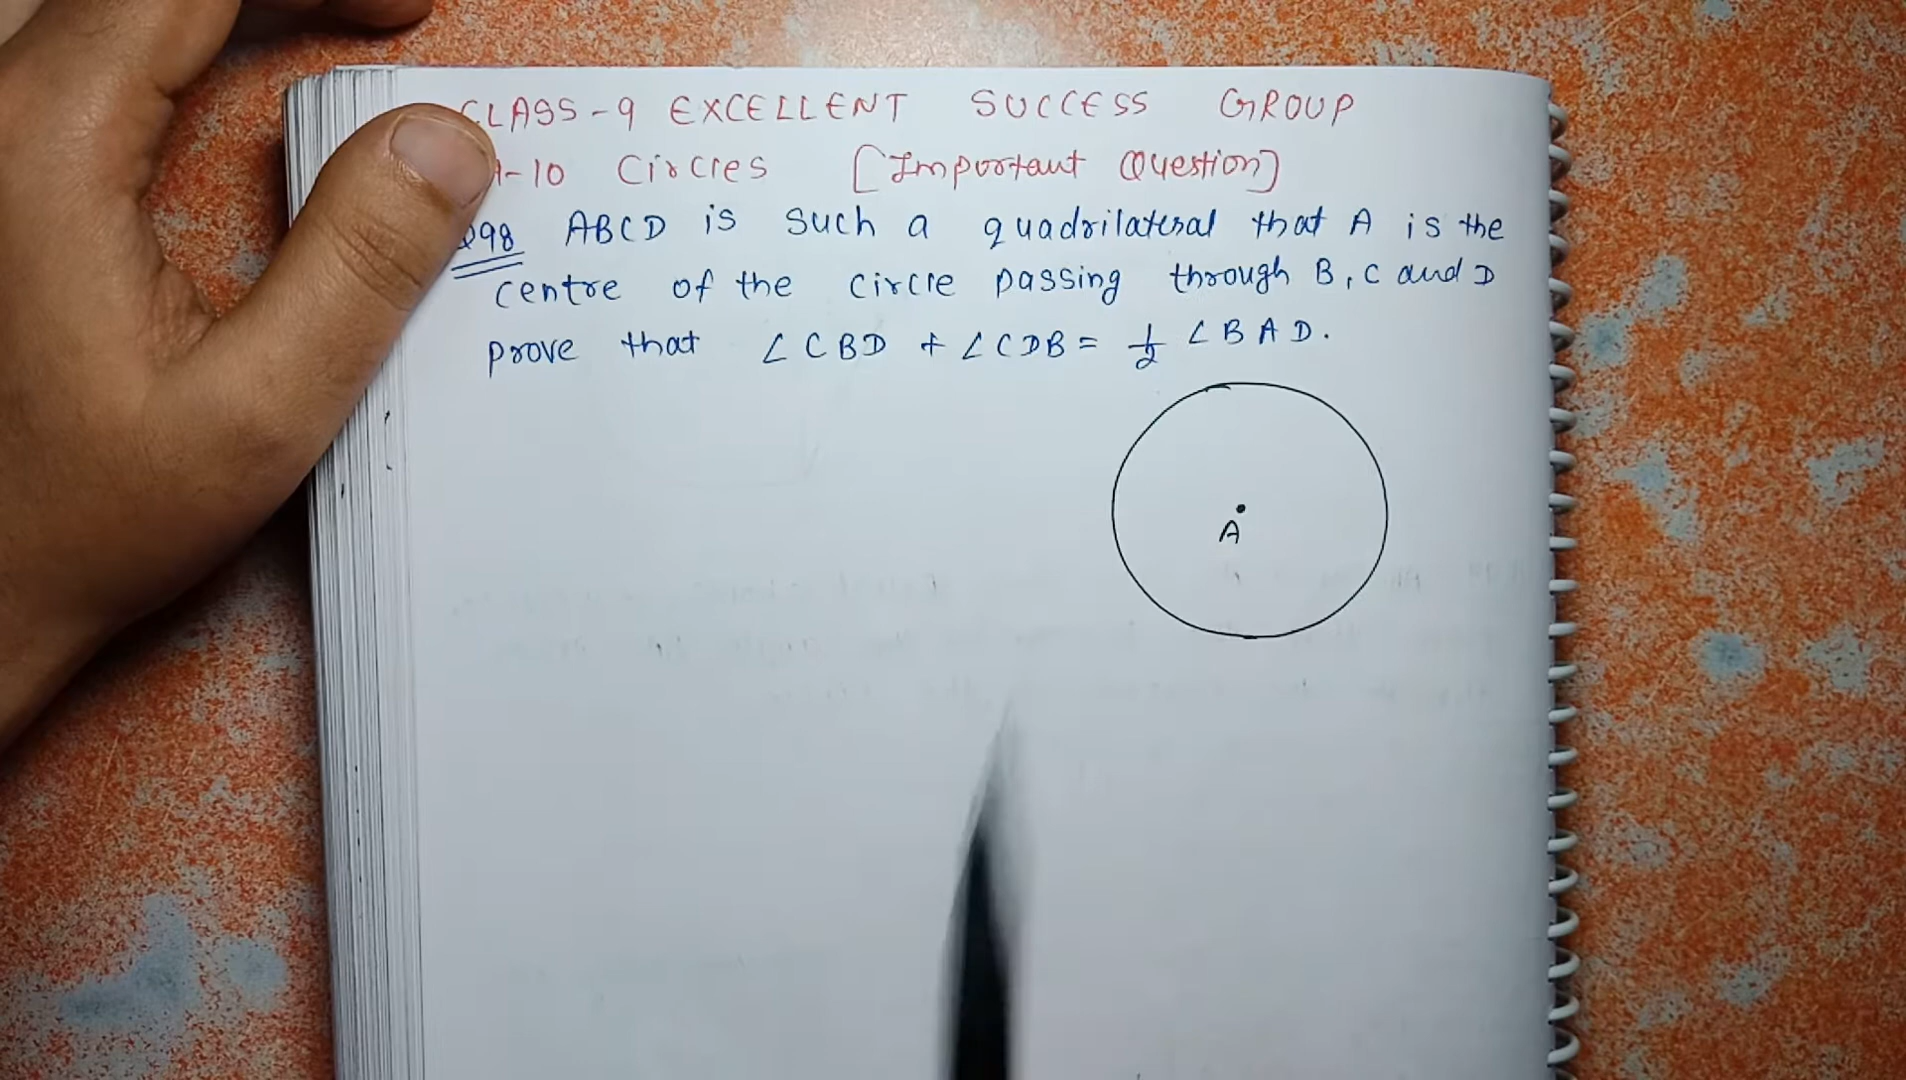 CLASS-9 EXCELLENT SUCCESS GROUP
-10 Circles [Important Question]
Q98 ABCD is such a quadrilateral that A is the
centre of the circle passing through B, C and D
prove that ∠CBD + ∠CDB = 1/2 ∠BAD.
A